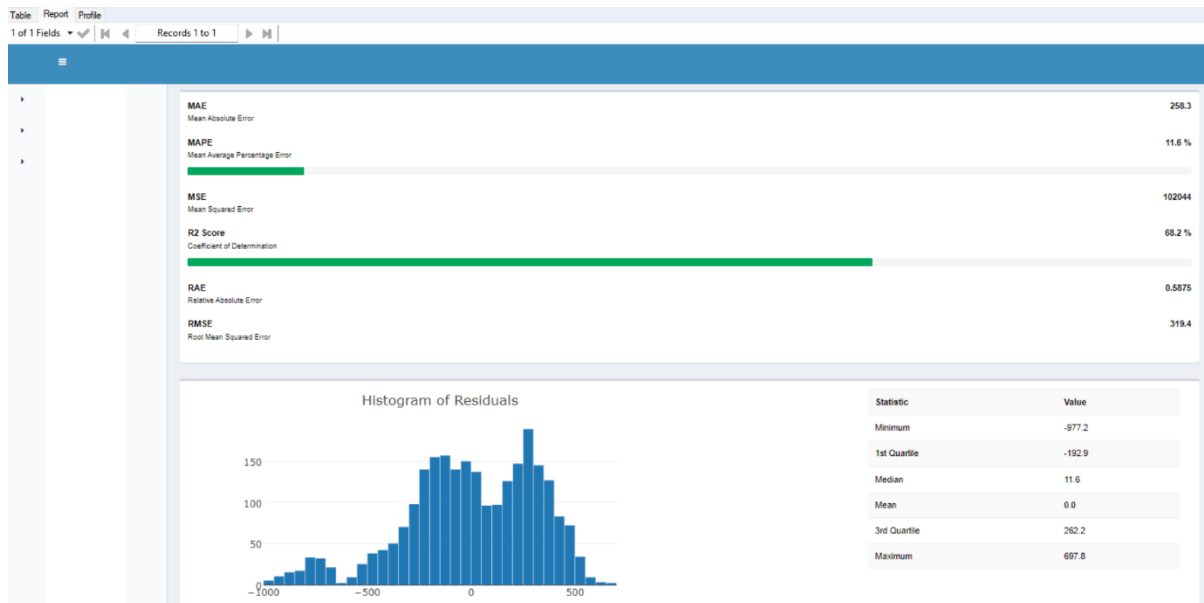 Table Report Profile
1 of 1 Fields Records 1 to 1
MAE 258.3
Mean Absolute Error
MAPE 11.6 %
Mean Average Percentage Error
MSE 102044
Mean Squared Error
R2 Score 68.2 %
Coefficient of Determination
RAE 0.5875
Relative Absolute Error
RMSE 319.4
Root Mean Squared Error
Histogram of Residuals
150
100
50
0
−1000 −500 0 500
Statistic Value
Minimum -977.2
1st Quartile -192.9
Median 11.6
Mean 0.0
3rd Quartile 262.2
Maximum 697.8